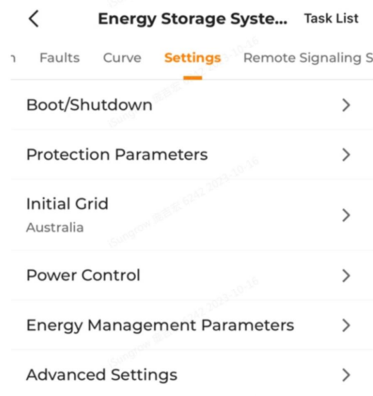 Energy Storage Syste... Task List
Faults Curve Settings Remote Signaling S
Boot/Shutdown
Protection Parameters
Initial Grid
Australia
Power Control
Energy Management Parameters
Advanced Settings